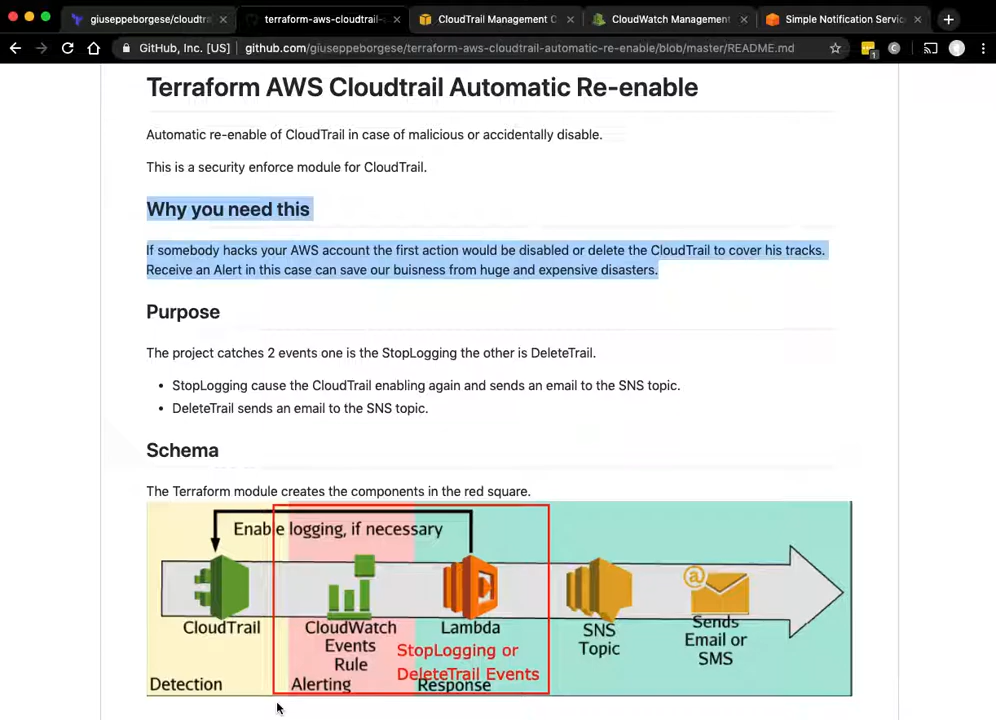 giuseppeborgese/cloudtra
terraform-aws-cloudtrail-
CloudTrail Management C
CloudWatch Management
Simple Notification Servic
GitHub, Inc. [US]
github.com/giuseppeborgese/terraform-aws-cloudtrail-automatic-re-enable/blob/master/README.md
1
Terraform AWS Cloudtrail Automatic Re-enable
Automatic re-enable of CloudTrail in case of malicious or accidentally disable.
This is a security enforce module for CloudTrail.
Why you need this
If somebody hacks your AWS account the first action would be disabled or delete the CloudTrail to cover his tracks.
Receive an Alert in this case can save our buisness from huge and expensive disasters.
Purpose
The project catches 2 events one is the StopLogging the other is DeleteTrail.
• StopLogging cause the CloudTrail enabling again and sends an email to the SNS topic.
• DeleteTrail sends an email to the SNS topic.
Schema
The Terraform module creates the components in the red square.
Enable logging, if necessary
CloudTrail
CloudWatch
Events
Rule
Lambda
SNS
Topic
Sends
Email or
SMS
StopLogging or
DeleteTrail Events
Detection
Alerting
Response